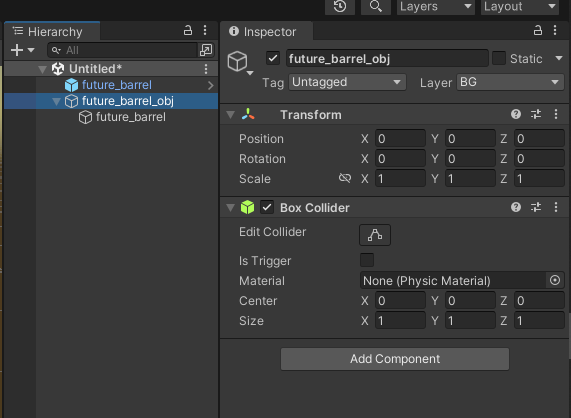 Layers Layout
Hierarchy
Inspector
All
future_barrel_obj Static
Untitled*
Tag Untagged Layer BG
future_barrel
future_barrel_obj
future_barrel
Transform
Position X 0 Y 0 Z 0
Rotation X 0 Y 0 Z 0
Scale X 1 Y 1 Z 1
Box Collider
Edit Collider
Is Trigger
Material None (Physic Material)
Center X 0 Y 0 Z 0
Size X 1 Y 1 Z 1
Add Component